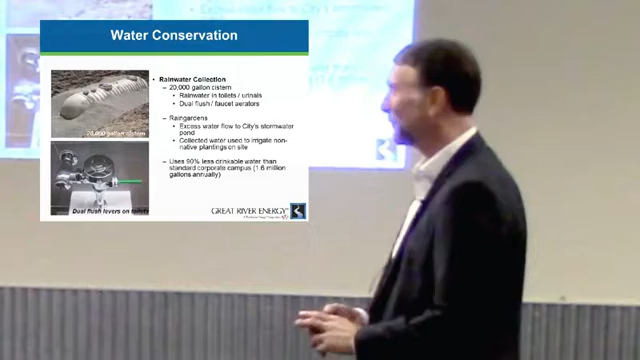 Water Conservation
• Rainwater Collection
– 20,000 gallon cistern
• Rainwater in toilets / urinals
• Dual flush / faucet aerators
– Raingardens
• Excess water flow to City's stormwater
pond
• Collected water used to irrigate non-
native plantings on site
– Uses 90% less drinkable water than
standard corporate campus (1.6 million
gallons annually)
20,000 gallon cistern
Dual flush levers on toilets
GREAT RIVER ENERGY